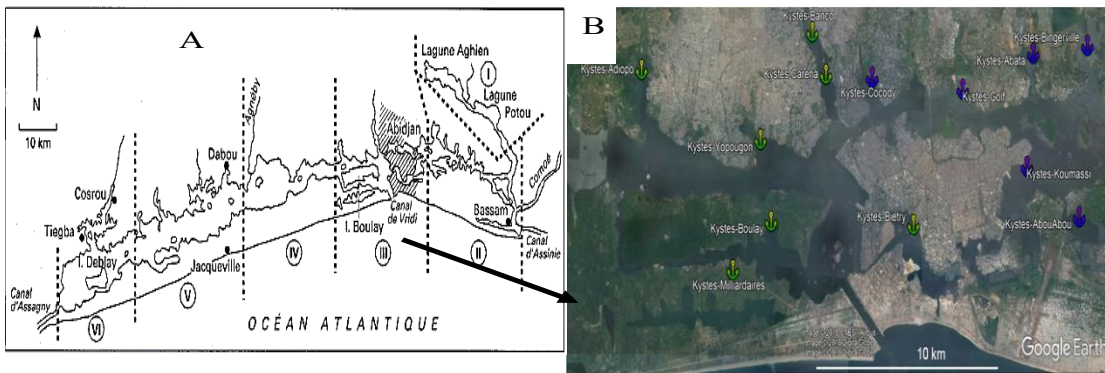 A
N
10 km
Cosrou
Tiegba
I. Deblay
Canal
d'Assagny
VI
V
Dabou
Agneby
Jacqueville
IV
Abidjan
I. Boulay
Canal
de Vridi
III
II
I
Lagune Aghien
Lagune
Potou
Comoé
Bassam
Canal
d'Assinie
OCÉAN ATLANTIQUE
B
Kystes-Banco
Kystes-Bingerville
Kystes-Abata
Kystes-Adiopo
Kystes-Carena
Kystes-Cocody
Kystes-Golf
Kystes-Yopougon
Kystes-Koumassi
Kystes-Boulay
Kystes-Bietry
Kystes-AbouAbou
Kystes-Milliardaires
10 km
Google Earth